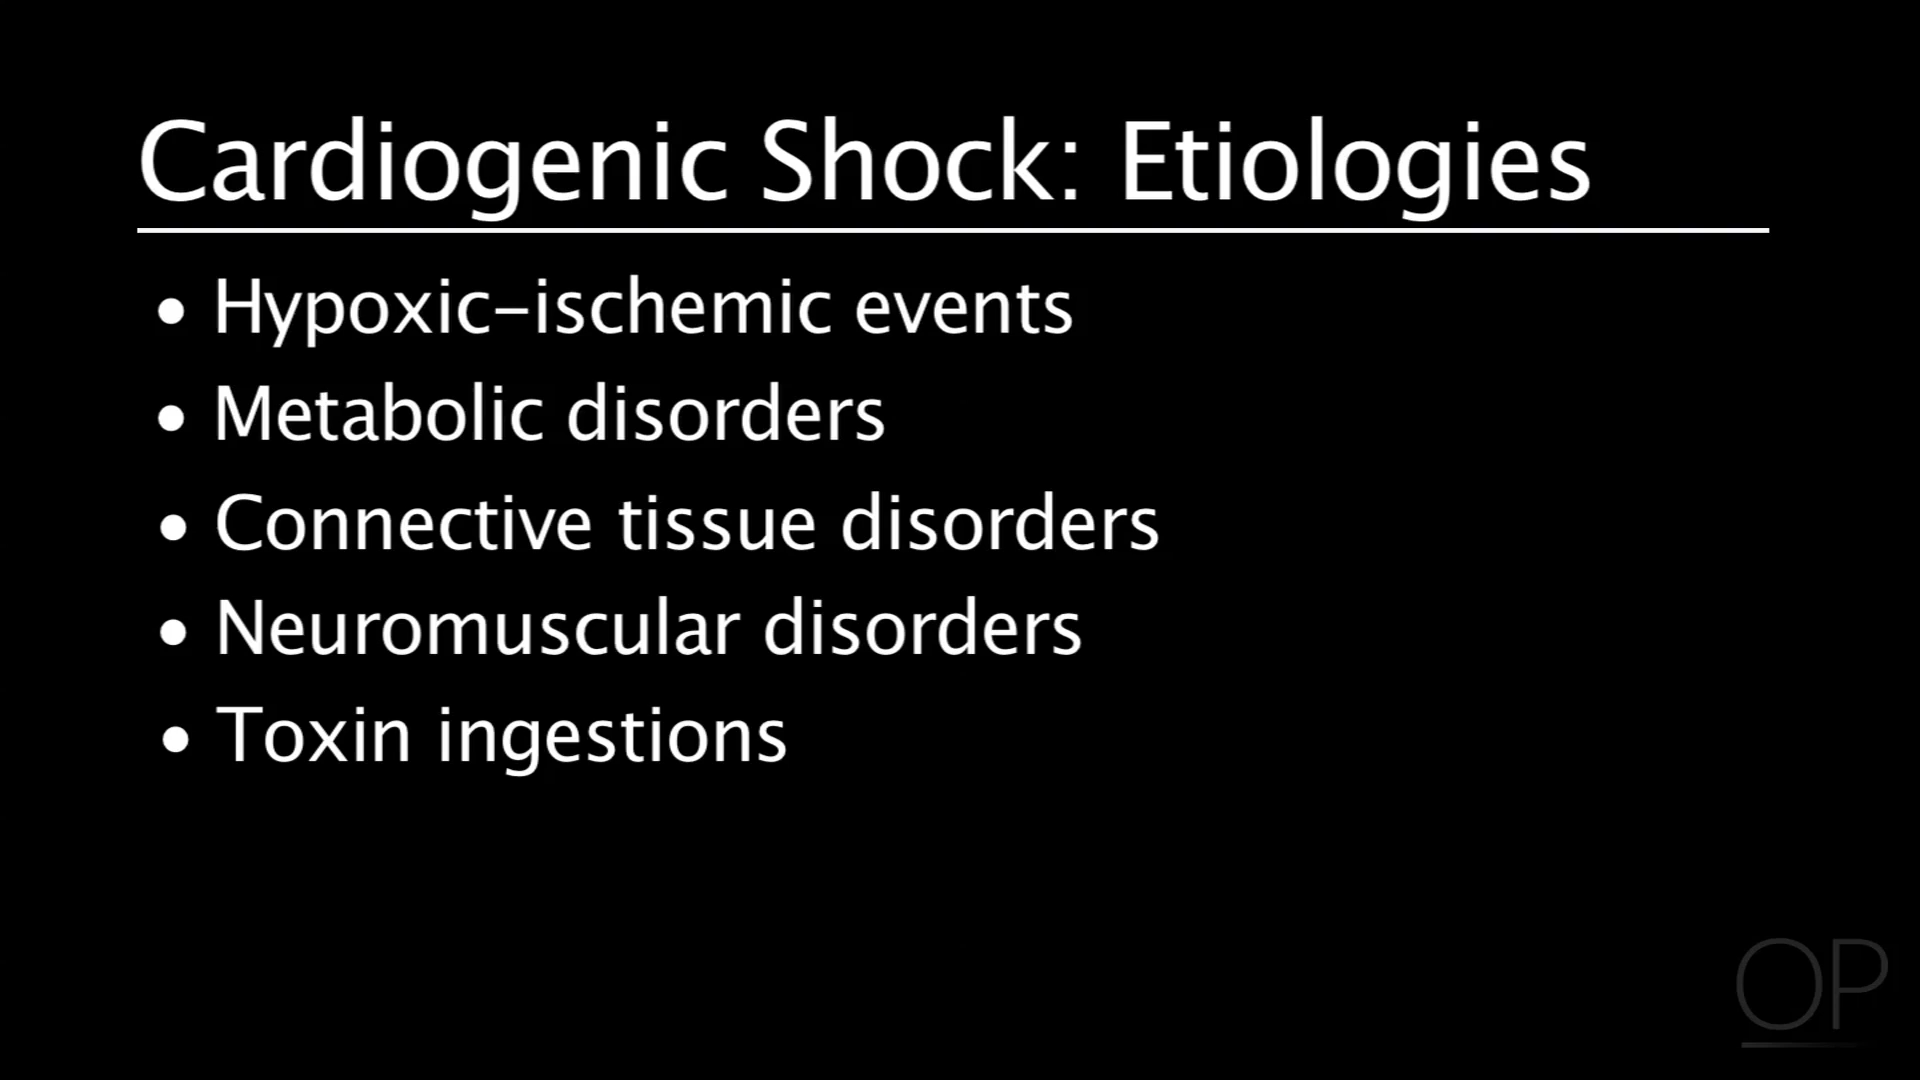 Cardiogenic Shock: Etiologies
• Hypoxic-ischemic events
• Metabolic disorders
• Connective tissue disorders
• Neuromuscular disorders
• Toxin ingestions
OP